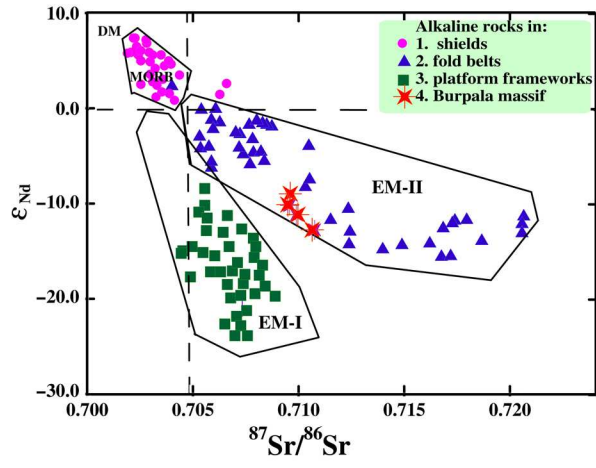 Alkaline rocks in:
1. shields
2. fold belts
3. platform frameworks
4. Burpala massif
DM
MORB
EM-II
EM-I
10.0
0.0
−10.0
−20.0
−30.0
εNd
0.700
0.705
0.710
0.715
0.720
⁸⁷Sr/⁸⁶Sr